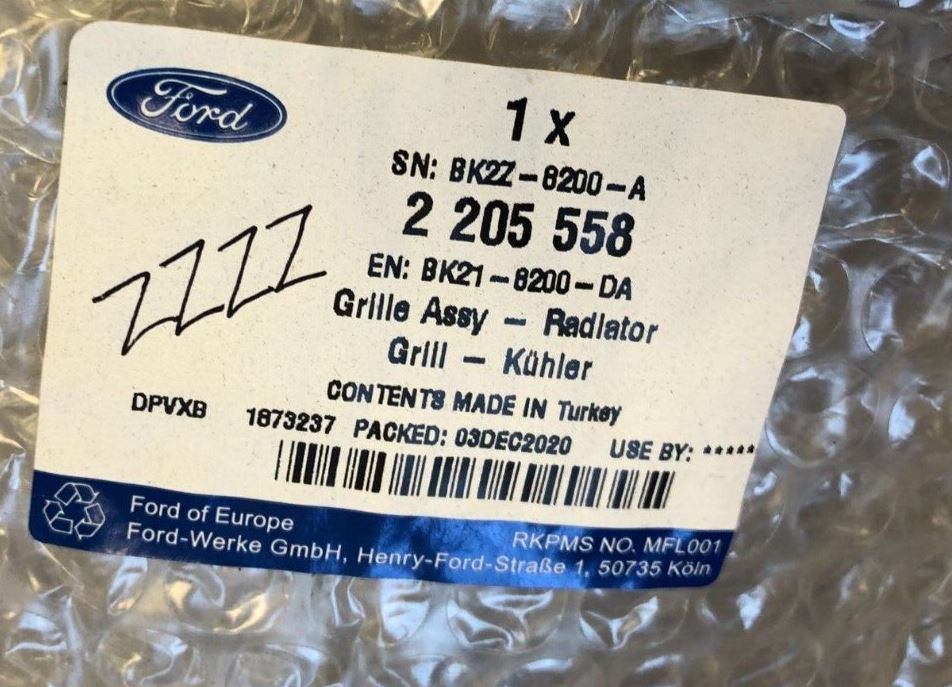 Ford
1 x
SN: BK2Z-8200-A
2 205 558
EN: BK21-8200-DA
Grille Assy - Radiator
Grill - Kühler
CONTENTS MADE IN Turkey
DPVXB 1873237 PACKED: 03DEC2020 USE BY: *****
ZZZZ
Ford of Europe
RKPMS NO. MFL001
Ford-Werke GmbH, Henry-Ford-Straße 1, 50735 Köln